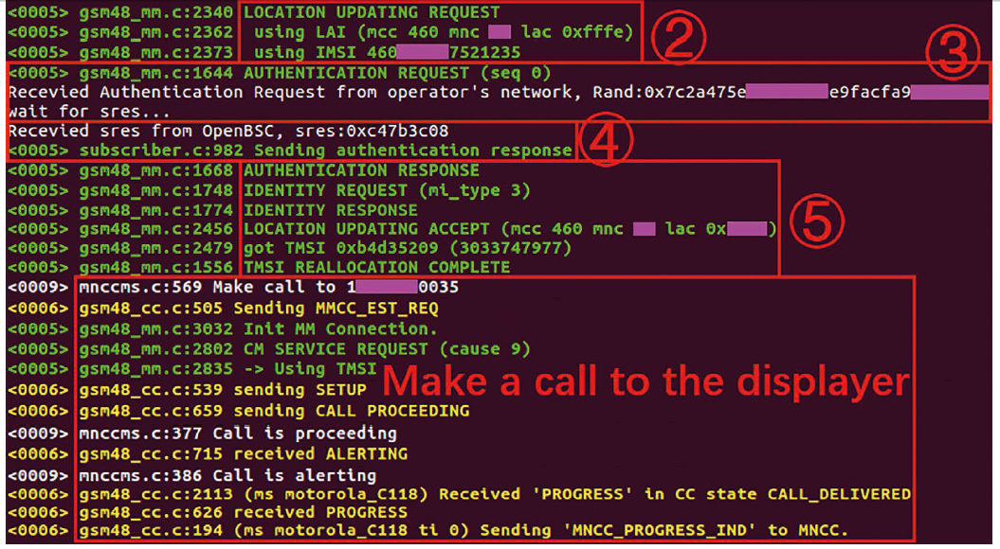 <0005> gsm48_mm.c:2340 LOCATION UPDATING REQUEST
<0005> gsm48_mm.c:2362 using LAI (mcc 460 mnc lac 0xfffe) ②
<0005> gsm48_mm.c:2373 using IMSI 460 7521235 ③
<0005> gsm48_mm.c:1644 AUTHENTICATION REQUEST (seq 0)
Recevied Authentication Request from operator's network, Rand:0x7c2a475e e9facfa9
wait for sres...
Recevied sres from OpenBSC, sres:0xc47b3c08 ④
<0005> subscriber.c:982 Sending authentication response
<0005> gsm48_mm.c:1668 AUTHENTICATION RESPONSE
<0005> gsm48_mm.c:1748 IDENTITY REQUEST (mi_type 3)
<0005> gsm48_mm.c:1774 IDENTITY RESPONSE
<0005> gsm48_mm.c:2456 LOCATION UPDATING ACCEPT (mcc 460 mnc lac 0x ) ⑤
<0005> gsm48_mm.c:2479 got TMSI 0xb4d35209 (3033747977)
<0005> gsm48_mm.c:1556 TMSI REALLOCATION COMPLETE
<0009> mnccms.c:569 Make call to 1 0035
<0006> gsm48_cc.c:505 Sending MMCC_EST_REQ
<0005> gsm48_mm.c:3032 Init MM Connection.
<0005> gsm48_mm.c:2802 CM SERVICE REQUEST (cause 9)
<0005> gsm48_mm.c:2835 -> Using TMSI
Make a call to the displayer
<0006> gsm48_cc.c:539 sending SETUP
<0006> gsm48_cc.c:659 sending CALL PROCEEDING
<0009> mnccms.c:377 Call is proceeding
<0006> gsm48_cc.c:715 received ALERTING
<0009> mnccms.c:386 Call is alerting
<0006> gsm48_cc.c:2113 (ms motorola_C118) Received 'PROGRESS' in CC state CALL_DELIVERED
<0006> gsm48_cc.c:626 received PROGRESS
<0006> gsm48_cc.c:194 (ms motorola_C118 ti 0) Sending 'MNCC_PROGRESS_IND' to MNCC.